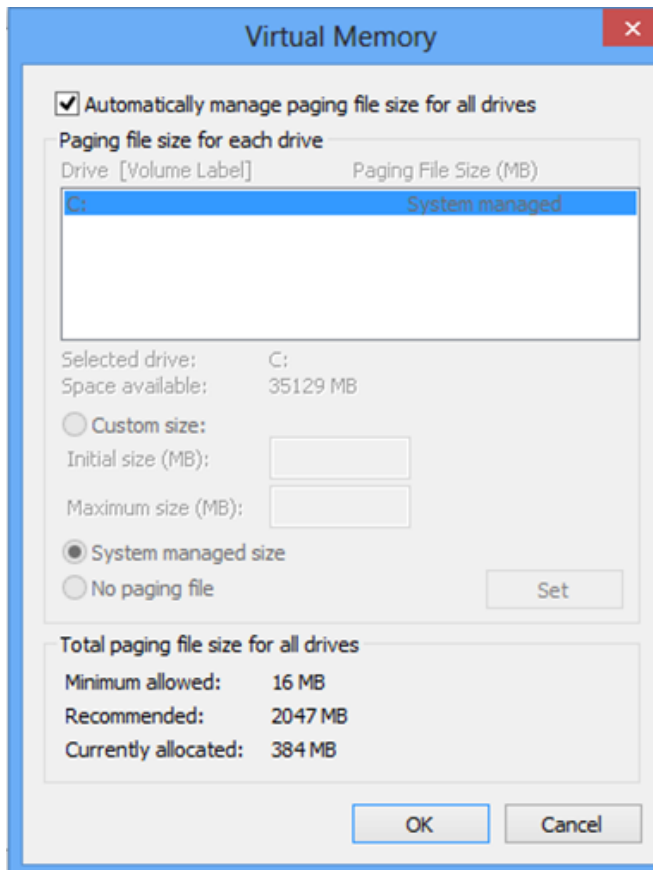 Virtual Memory
Automatically manage paging file size for all drives
Paging file size for each drive
Drive [Volume Label] Paging File Size (MB)
C: System managed
Selected drive: C:
Space available: 35129 MB
Custom size:
Initial size (MB):
Maximum size (MB):
System managed size
No paging file Set
Total paging file size for all drives
Minimum allowed: 16 MB
Recommended: 2047 MB
Currently allocated: 384 MB
OK Cancel